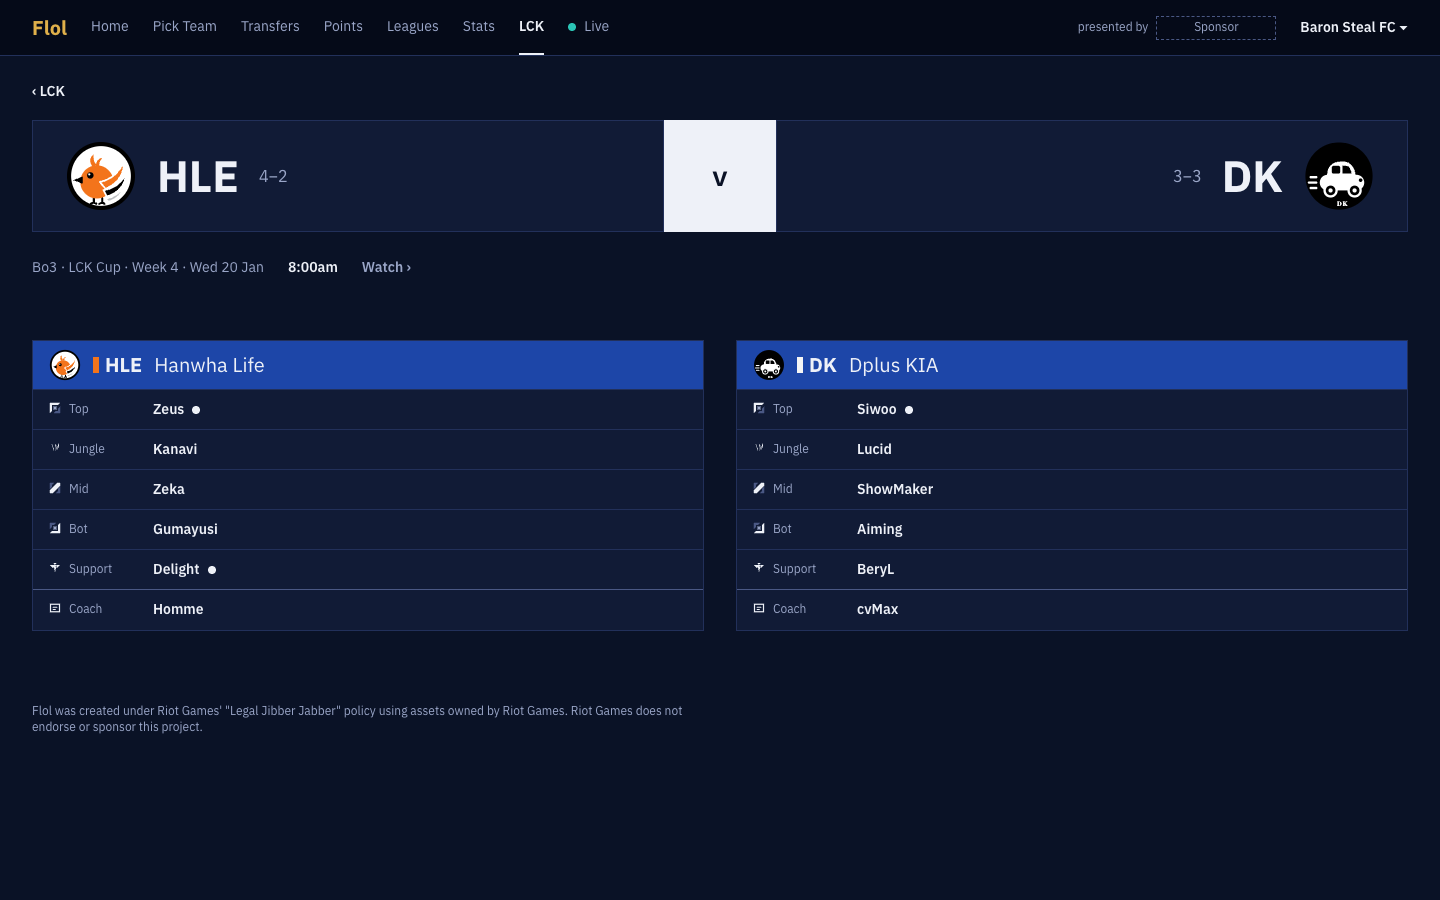 Flol Home Pick Team Transfers Points Leagues Stats LCK Live presented by Sponsor Baron Steal FC
‹ LCK
HLE 4–2 v 3–3 DK DK
Bo3 · LCK Cup · Week 4 · Wed 20 Jan 8:00am Watch ›
HLE Hanwha Life
Top Zeus
Jungle Kanavi
Mid Zeka
Bot Gumayusi
Support Delight
Coach Homme
DK Dplus KIA
Top Siwoo
Jungle Lucid
Mid ShowMaker
Bot Aiming
Support BeryL
Coach cvMax
Flol was created under Riot Games' "Legal Jibber Jabber" policy using assets owned by Riot Games. Riot Games does not
endorse or sponsor this project.